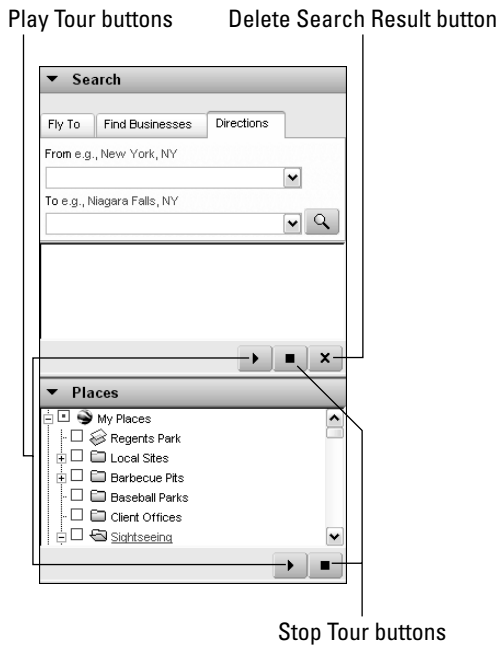 Play Tour buttons
Delete Search Result button
Search
Fly To
Find Businesses
Directions
From e.g., New York, NY
To e.g., Niagara Falls, NY
Places
My Places
Regents Park
Local Sites
Barbecue Pits
Baseball Parks
Client Offices
Sightseeing
Stop Tour buttons